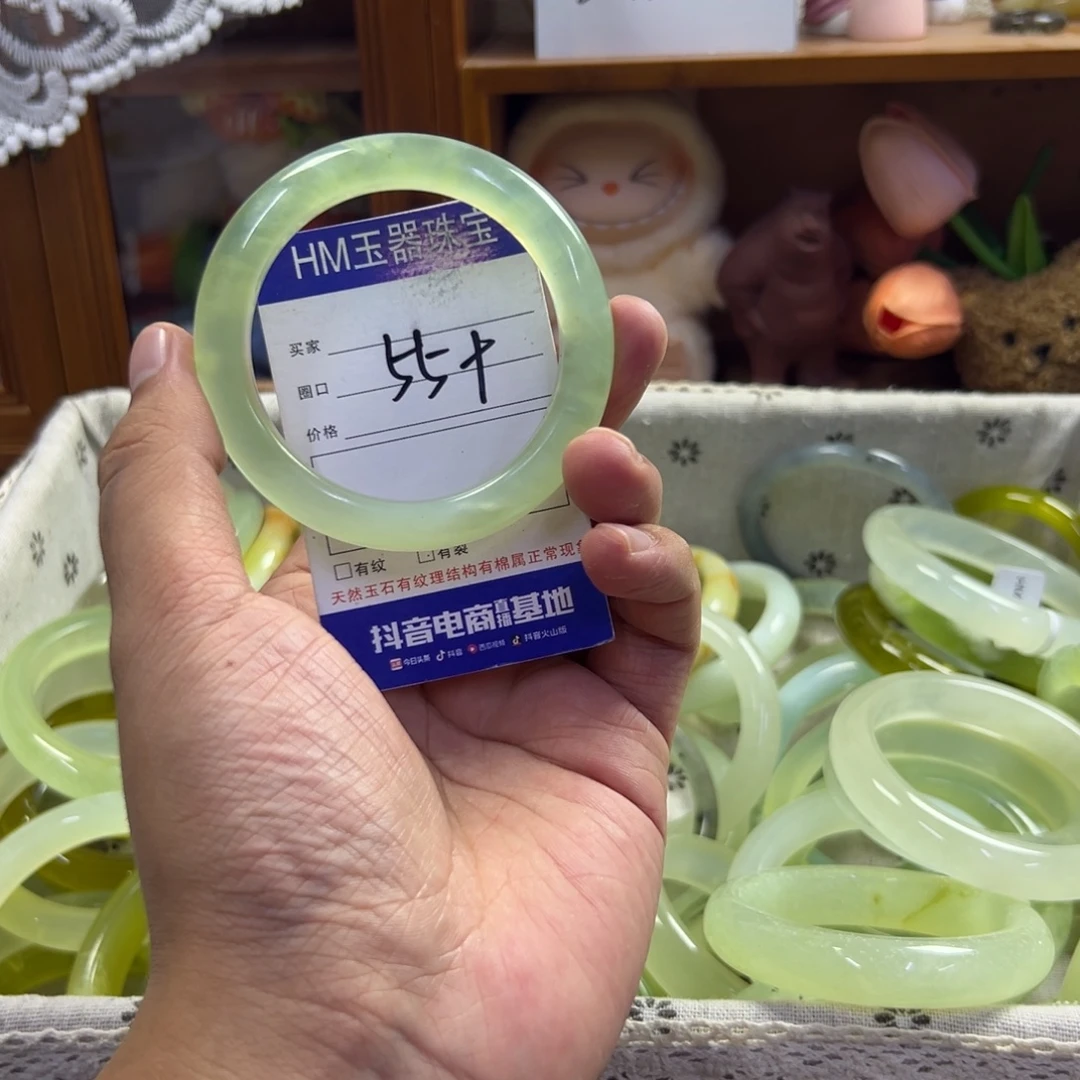 HM玉器珠宝
买家
圈口 55+
价格
有纹 有裂
天然玉石有纹理结构有棉属正常现象
抖音电商直播基地
今日头条 抖音 西瓜视频 抖音火山版